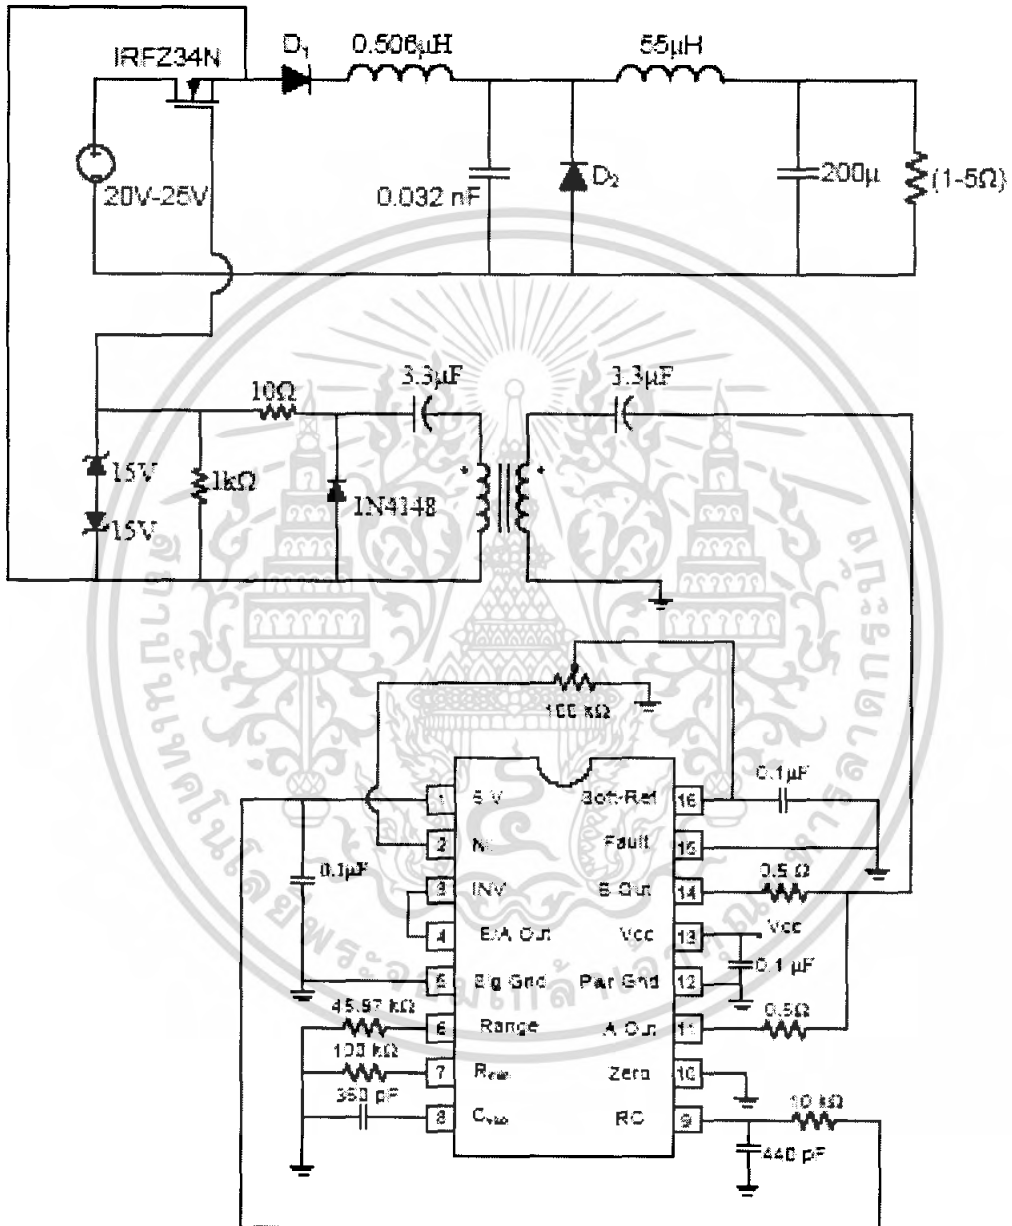 IRFZ34N
D1
0.506μH
55μH
20V-25V
0.032 nF
D2
200μ
(1-5Ω)
3.3μF
3.3μF
10Ω
15V
15V
1kΩ
1N4148
100 kΩ
0.1μF
0.1μF
1
5 V
Soft-Ref
16
2
NI
Fault
15
3
INV
B Out
14
0.5 Ω
4
E/A Out
Vcc
13
Vcc
0.1 μF
5
Sig Gnd
Pwr Gnd
12
45.97 kΩ
6
Range
A Out
11
0.5Ω
100 kΩ
7
Zero
10
8
RC
9
10 kΩ
440 pF